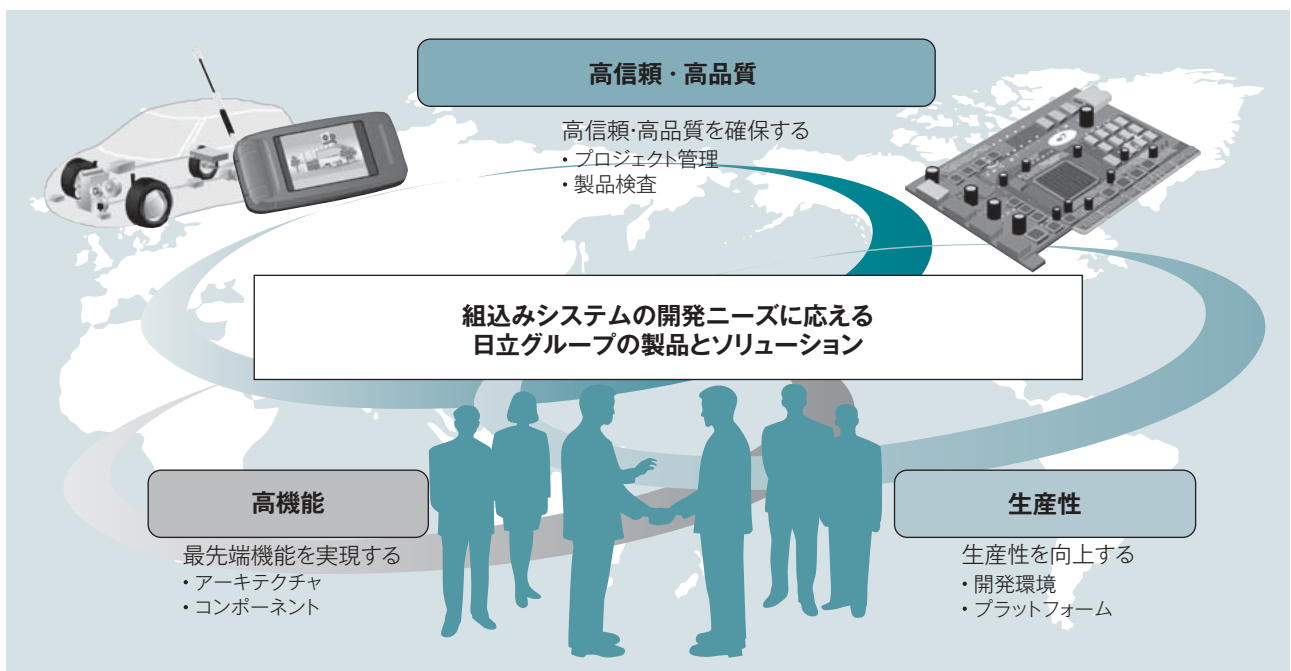 高信頼・高品質
高信頼・高品質を確保する
・プロジェクト管理
・製品検査
組込みシステムの開発ニーズに応える
日立グループの製品とソリューション
高機能
最先端機能を実現する
・アーキテクチャ
・コンポーネント
生産性
生産性を向上する
・開発環境
・プラットフォーム